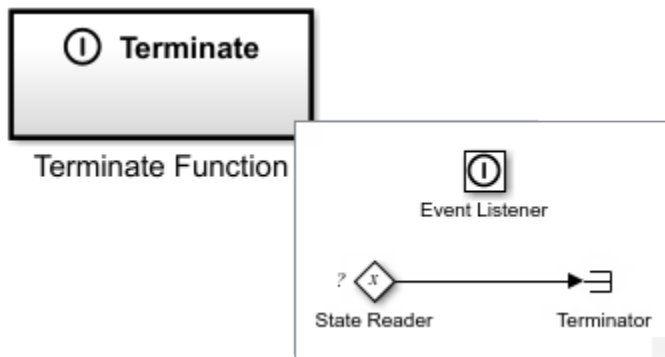 Terminate
Terminate Function
Event Listener
? x
State Reader
Terminator